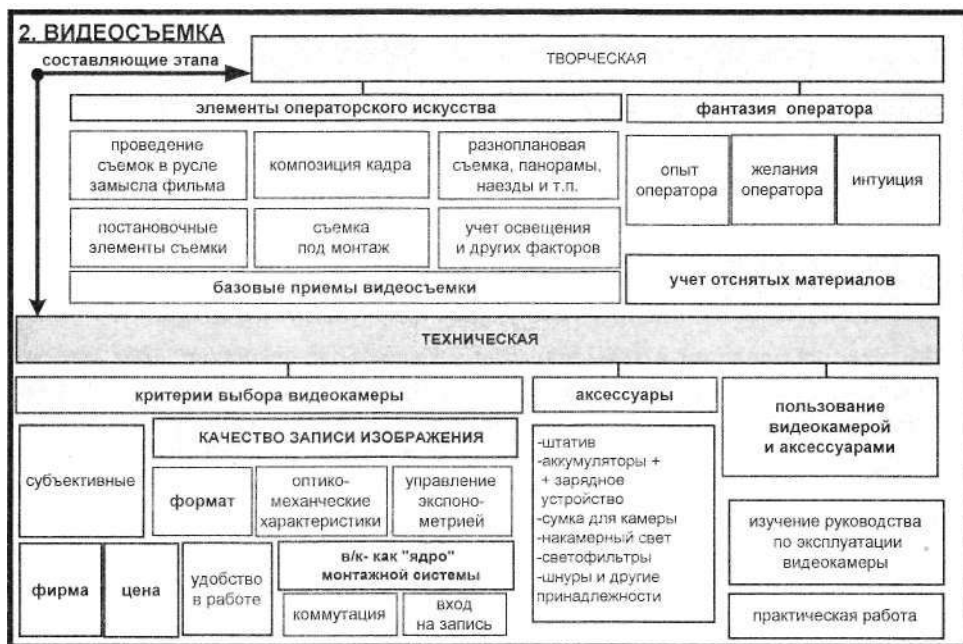 2. ВИДЕОСЪЕМКА
составляющие этапа
ТВОРЧЕСКАЯ
элементы операторского искусства
фантазия оператора
проведение
съемок в русле
замысла фильма
композиция кадра
разноплановая
съемка, панорамы,
наезды и т.п.
опыт
оператора
желания
оператора
интуиция
постановочные
элементы съемки
съемка
под монтаж
учет освещения
и других факторов
базовые приемы видеосъемки
учет отснятых материалов
ТЕХНИЧЕСКАЯ
критерии выбора видеокамеры
аксессуары
пользование
видеокамерой
и аксессуарами
субъективные
КАЧЕСТВО ЗАПИСИ ИЗОБРАЖЕНИЯ
формат
оптико-
механческие
характеристики
управление
экспоно-
метрией
-штатив
-аккумуляторы +
+ зарядное
устройство
-сумка для камеры
-накамерный свет
-светофильтры
-шнуры и другие
принадлежности
изучение руководства
по эксплуатации
видеокамеры
фирма
цена
удобство
в работе
в/к- как "ядро"
монтажной системы
коммутация
вход
на запись
практическая работа